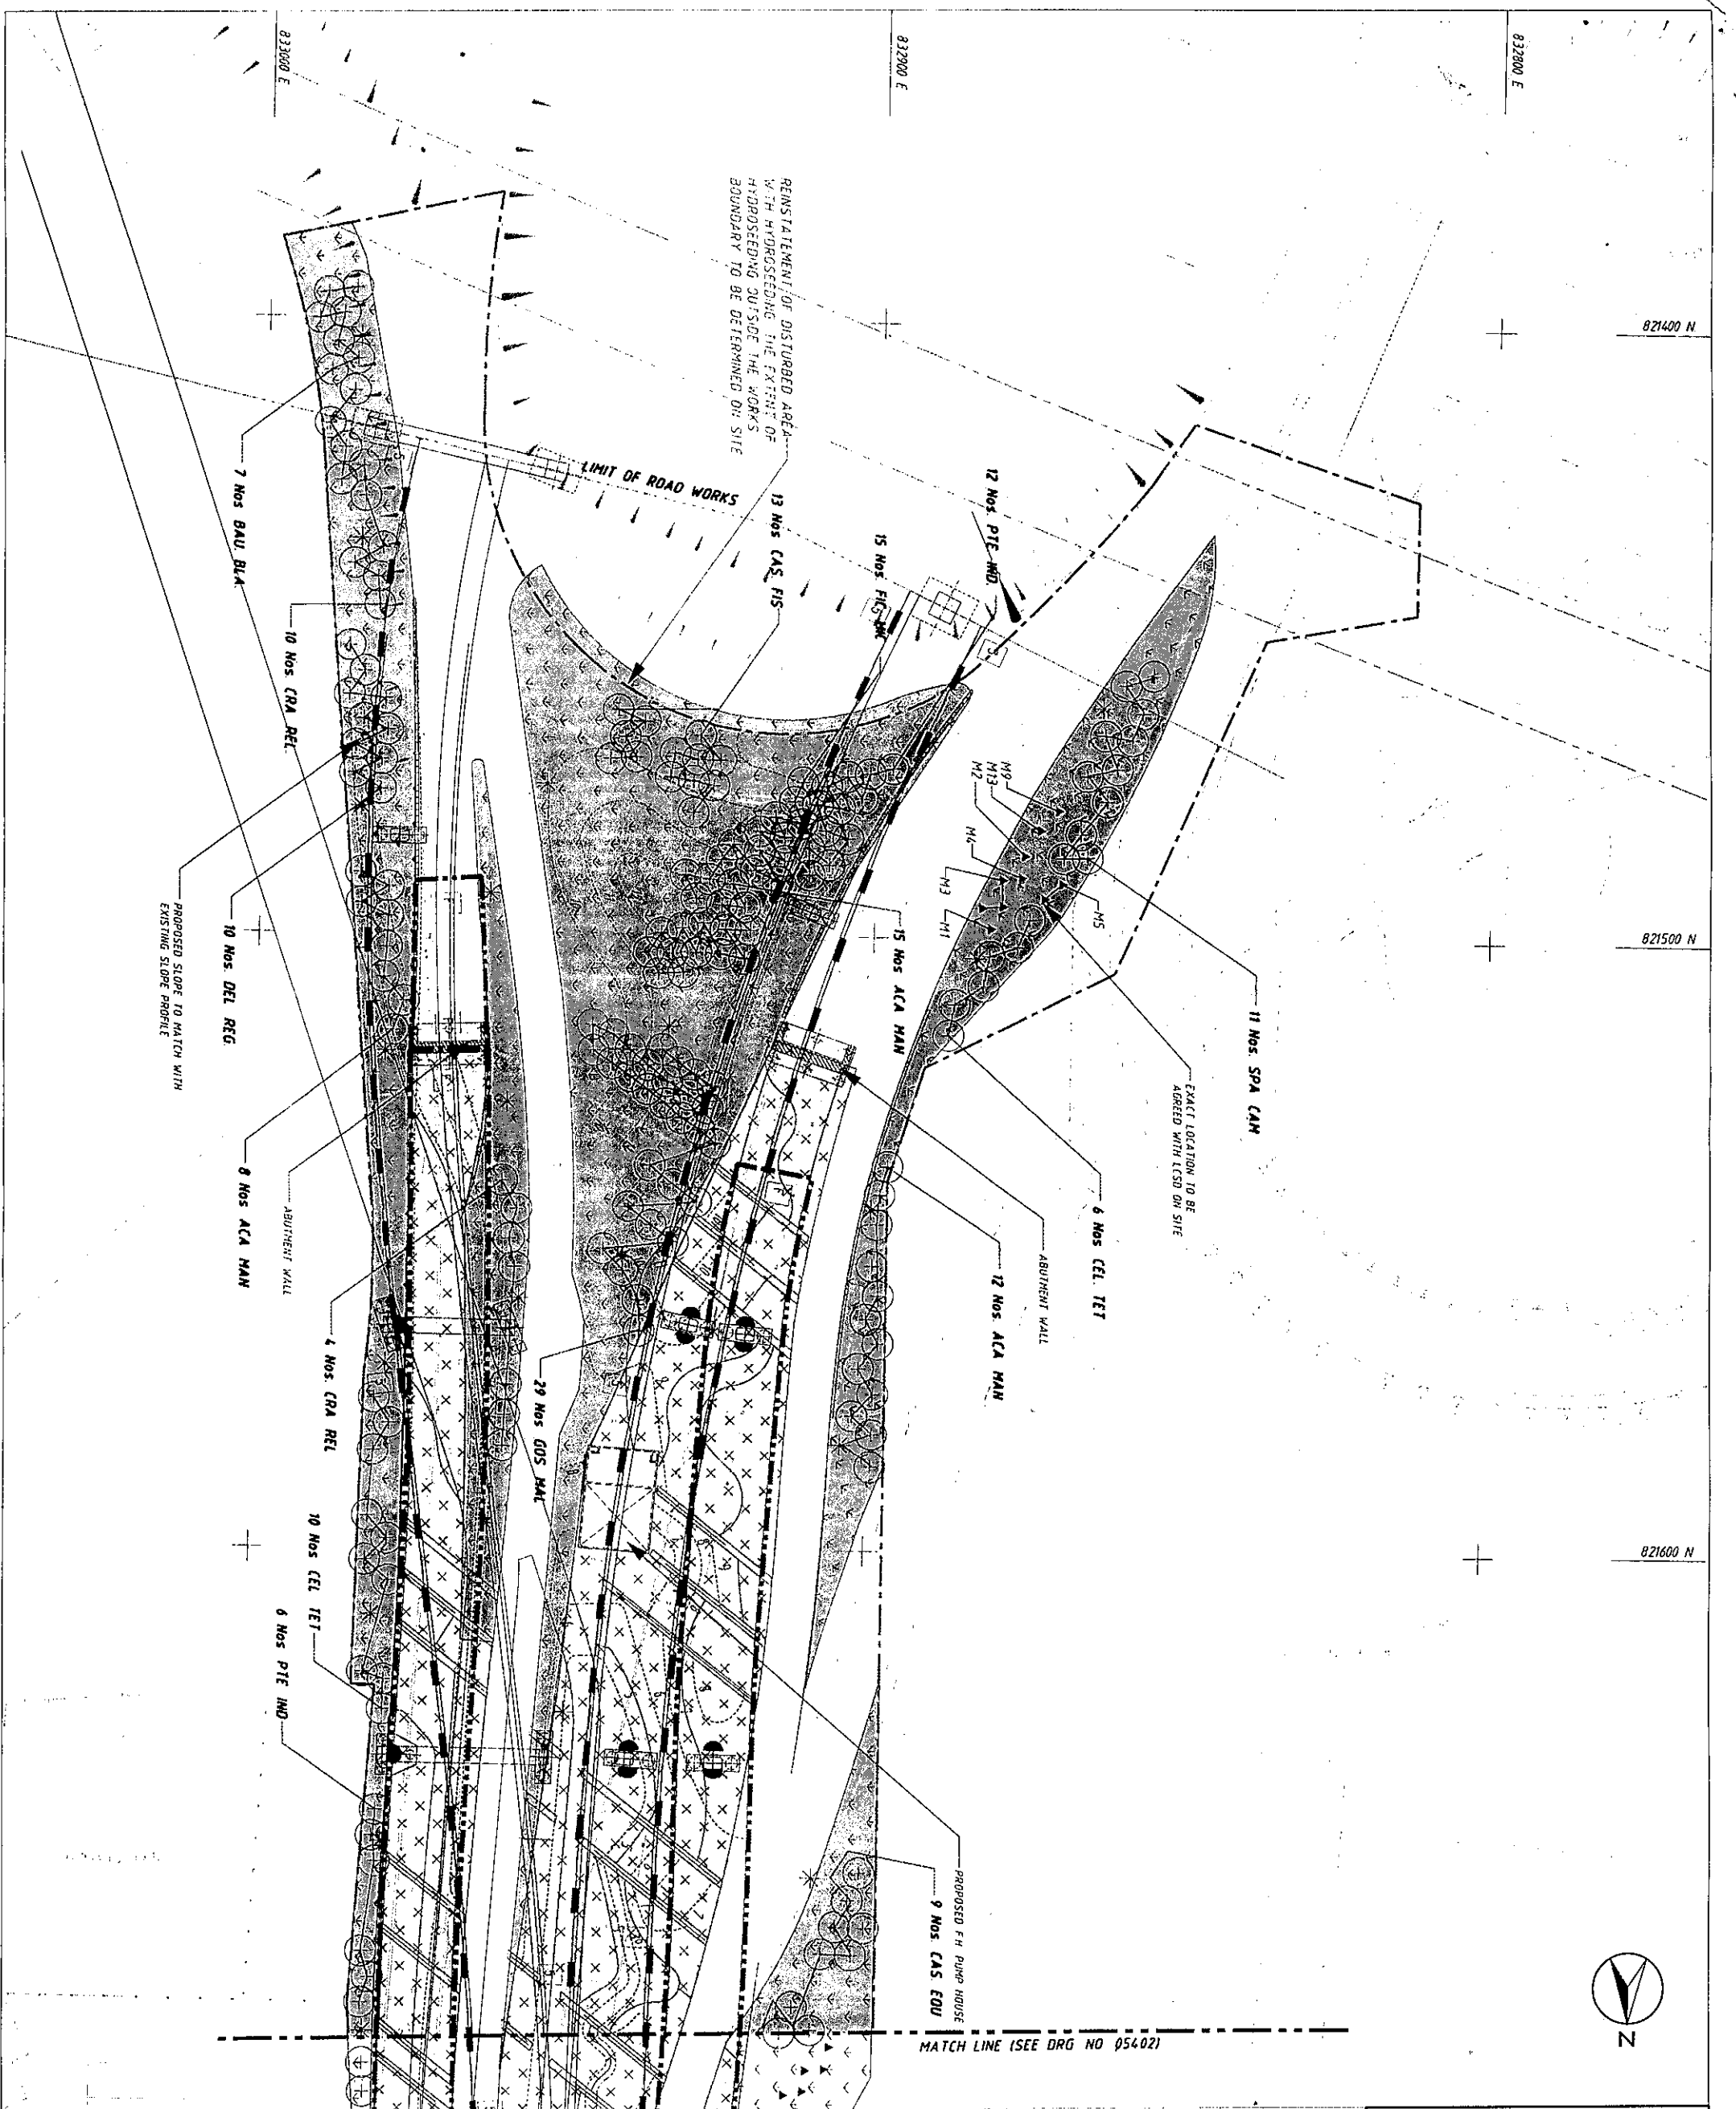 833000 E
832900 E
832800 E
821400 N
821500 N
821600 N
REINSTATEMENT OF DISTURBED AREA
WITH HYDROSEEDING THE EXTENT OF
HYDROSEEDING OUTSIDE THE WORKS
BOUNDARY TO BE DETERMINED ON SITE
LIMIT OF ROAD WORKS
13 Nos CAS FIS
15 Nos. FIC
12 Nos. PTE IND.
7 Nos BAU. BLA.
10 Nos. CRA REL.
PROPOSED SLOPE TO MATCH WITH
EXISTING SLOPE PROFILE
10 Nos. DEL REG.
8 Nos ACA MAN
ABUTMENT WALL
4 Nos. CRA REL
10 Nos CEL TET
6 Nos PTE IND
29 Nos GOS MAL
15 Nos ACA MAN
M9
M13
M2
M4
M3
M1
M5
11 Nos. SPA CAM
EXACT LOCATION TO BE
AGREED WITH LCSD ON SITE
6 Nos CEL. TET
ABUTMENT WALL
12 Nos. ACA MAN
PROPOSED F.H PUMP HOUSE
9 Nos CAS EQU
MATCH LINE (SEE DRG NO 05402)
N